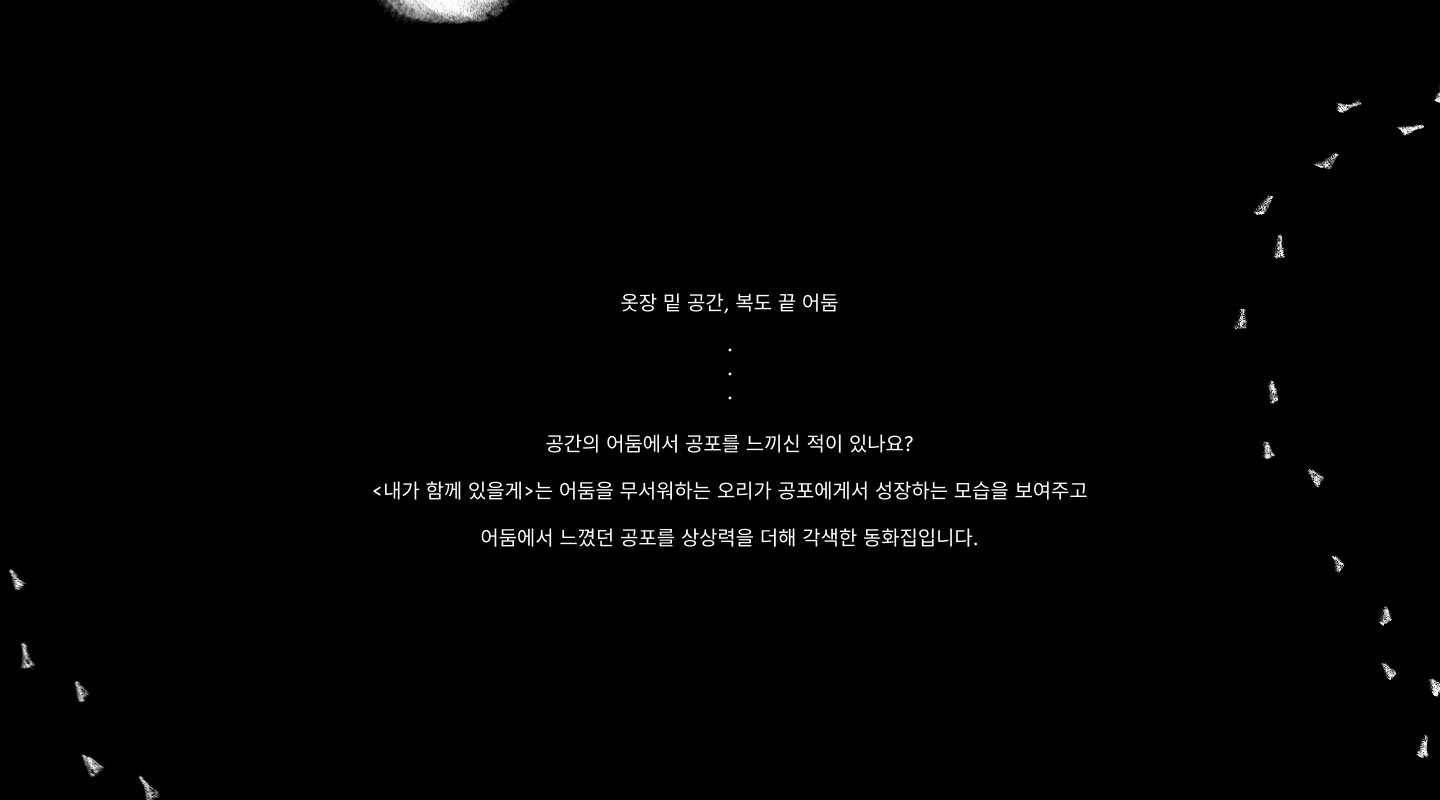 옷장 밑 공간, 복도 끝 어둠
.
.
.
공간의 어둠에서 공포를 느끼신 적이 있나요?
<내가 함께 있을게>는 어둠을 무서워하는 오리가 공포에게서 성장하는 모습을 보여주고
어둠에서 느꼈던 공포를 상상력을 더해 각색한 동화집입니다.